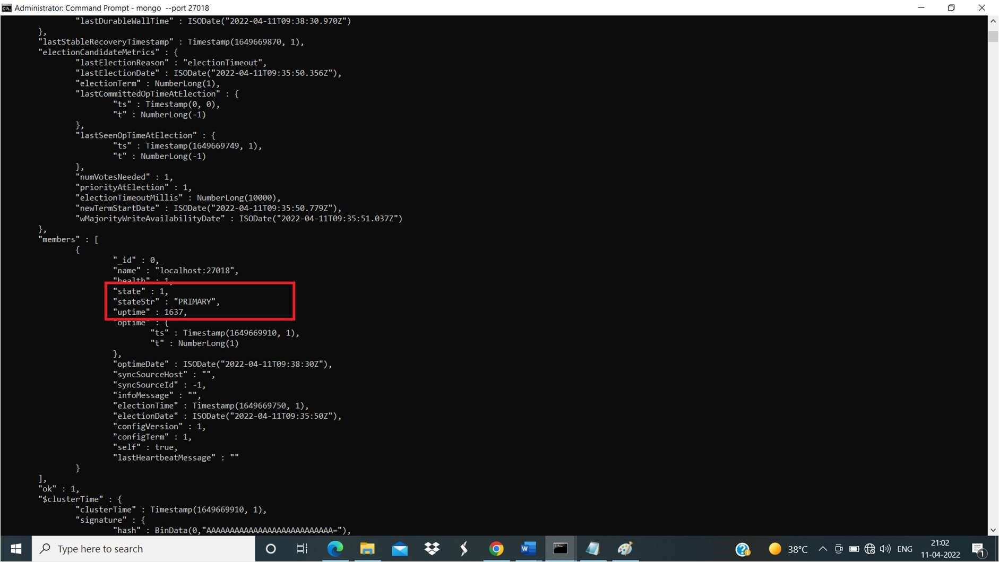 Administrator: Command Prompt - mongo  --port 27018
"lastDurableWallTime" : ISODate("2022-04-11T09:38:30.970Z")
},
"lastStableRecoveryTimestamp" : Timestamp(1649669870, 1),
"electionCandidateMetrics" : {
"lastElectionReason" : "electionTimeout",
"lastElectionDate" : ISODate("2022-04-11T09:35:50.356Z"),
"electionTerm" : NumberLong(1),
"lastCommittedOpTimeAtElection" : {
"ts" : Timestamp(0, 0),
"t" : NumberLong(-1)
},
"lastSeenOpTimeAtElection" : {
"ts" : Timestamp(1649669749, 1),
"t" : NumberLong(-1)
},
"numVotesNeeded" : 1,
"priorityAtElection" : 1,
"electionTimeoutMillis" : NumberLong(10000),
"newTermStartDate" : ISODate("2022-04-11T09:35:50.779Z"),
"wMajorityWriteAvailabilityDate" : ISODate("2022-04-11T09:35:51.037Z")
},
"members" : [
{
"_id" : 0,
"name" : "localhost:27018",
"health" : 1,
"state" : 1,
"stateStr" : "PRIMARY",
"uptime" : 1637,
"optime" : {
"ts" : Timestamp(1649669910, 1),
"t" : NumberLong(1)
},
"optimeDate" : ISODate("2022-04-11T09:38:30Z"),
"syncSourceHost" : "",
"syncSourceId" : -1,
"infoMessage" : "",
"electionTime" : Timestamp(1649669750, 1),
"electionDate" : ISODate("2022-04-11T09:35:50Z"),
"configVersion" : 1,
"configTerm" : 1,
"self" : true,
"lastHeartbeatMessage" : ""
}
],
"ok" : 1,
"$clusterTime" : {
"clusterTime" : Timestamp(1649669910, 1),
"signature" : {
"hash" : BinData(0,"AAAAAAAAAAAAAAAAAAAAAAAAAAA="),
Type here to search
38°C
ENG
21:02
11-04-2022
1